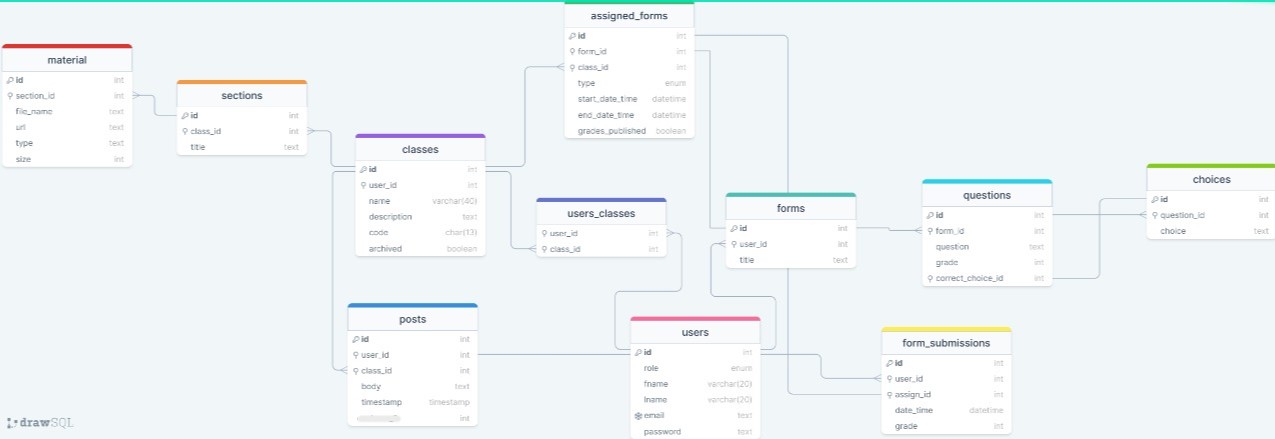 assigned_forms
id int
form_id int
class_id int
type enum
start_date_time datetime
end_date_time datetime
grades_published boolean
material
id int
section_id int
file_name text
url text
type text
size int
sections
id int
class_id int
title text
classes
id int
user_id int
name varchar(40)
description text
code char(13)
archived boolean
users_classes
user_id int
class_id int
forms
id int
user_id int
title text
questions
id int
form_id int
question text
grade int
correct_choice_id int
choices
id int
question_id int
choice text
posts
id int
user_id int
class_id int
body text
timestamp timestamp
int
users
id int
role enum
fname varchar(20)
lname varchar(20)
email text
password text
form_submissions
id int
user_id int
assign_id int
date_time datetime
grade int
drawSQL